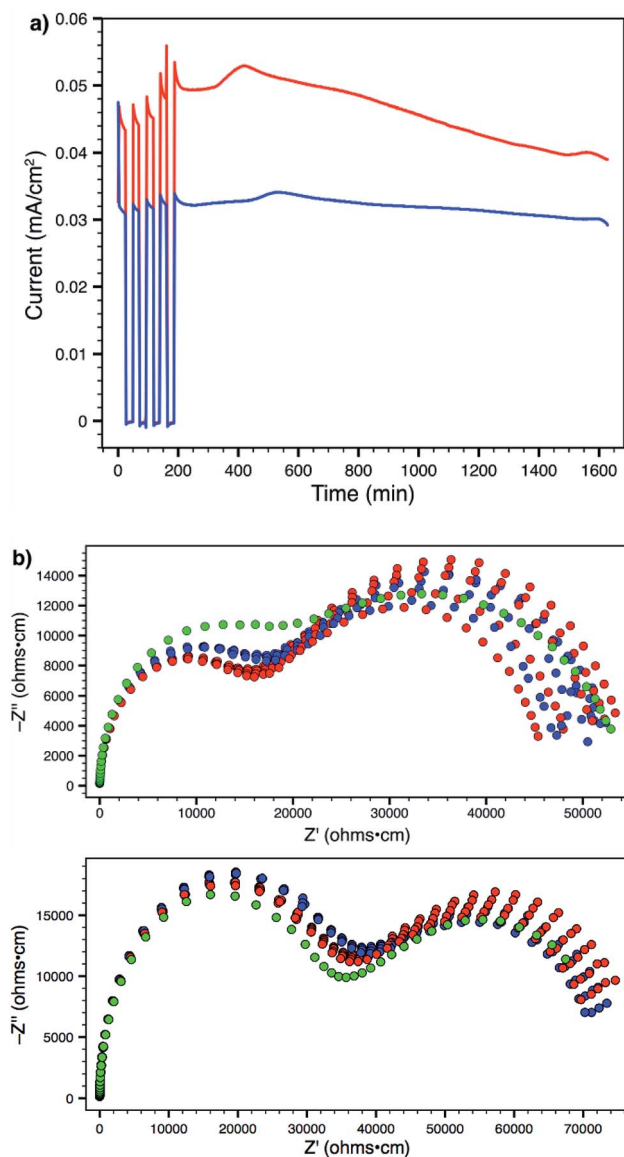 a)
0.06
0.05
0.04
0.03
0.02
0.01
0
Current (mA/cm²)
0 200 400 600 800 1000 1200 1400 1600
Time (min)
b)
14000
12000
10000
8000
6000
4000
2000
0
–Z" (ohms•cm)
0 10000 20000 30000 40000 50000
Z' (ohms•cm)
15000
10000
5000
0
–Z" (ohms•cm)
0 10000 20000 30000 40000 50000 60000 70000
Z' (ohms•cm)